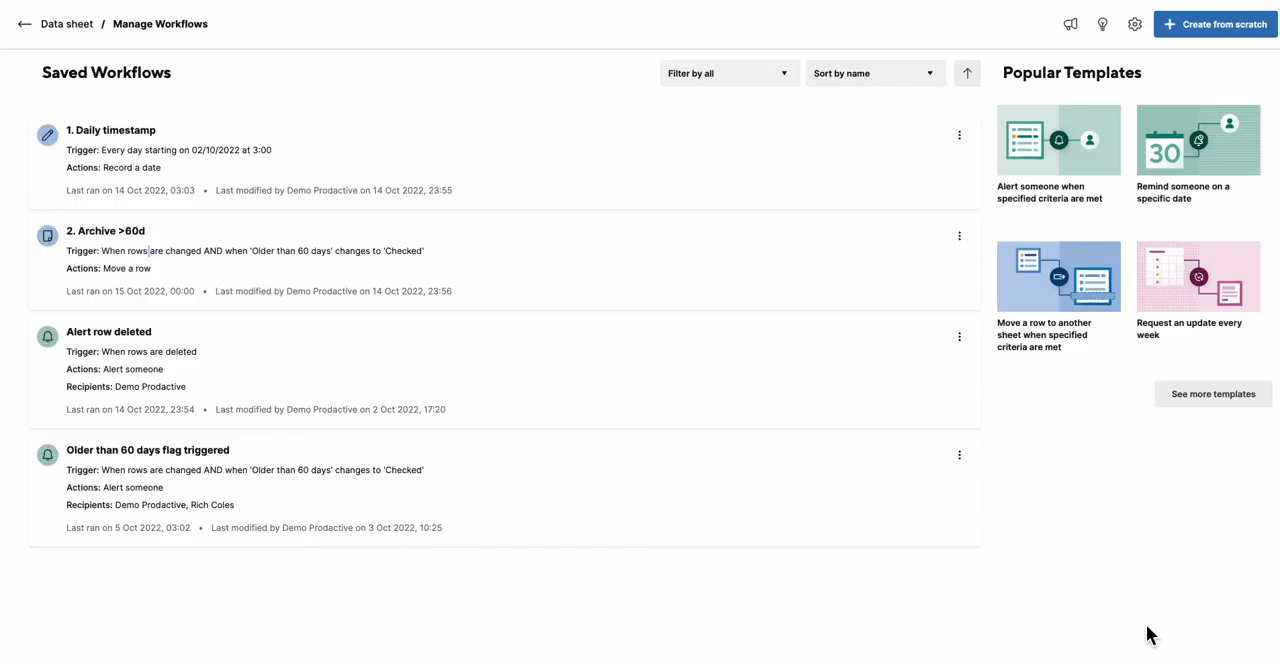 Data sheet / Manage Workflows
Create from scratch
Saved Workflows
Filter by all
Sort by name
1. Daily timestamp
Trigger: Every day starting on 02/10/2022 at 3:00
Actions: Record a date
Last ran on 14 Oct 2022, 03:03 • Last modified by Demo Prodactive on 14 Oct 2022, 23:55
2. Archive >60d
Trigger: When rows are changed AND when 'Older than 60 days' changes to 'Checked'
Actions: Move a row
Last ran on 15 Oct 2022, 00:00 • Last modified by Demo Prodactive on 14 Oct 2022, 23:56
Alert row deleted
Trigger: When rows are deleted
Actions: Alert someone
Recipients: Demo Prodactive
Last ran on 14 Oct 2022, 23:54 • Last modified by Demo Prodactive on 2 Oct 2022, 17:20
Older than 60 days flag triggered
Trigger: When rows are changed AND when 'Older than 60 days' changes to 'Checked'
Actions: Alert someone
Recipients: Demo Prodactive, Rich Coles
Last ran on 5 Oct 2022, 03:02 • Last modified by Demo Prodactive on 3 Oct 2022, 10:25
Popular Templates
Alert someone when
specified criteria are met
30
Remind someone on a
specific date
Move a row to another
sheet when specified
criteria are met
Request an update every
week
See more templates